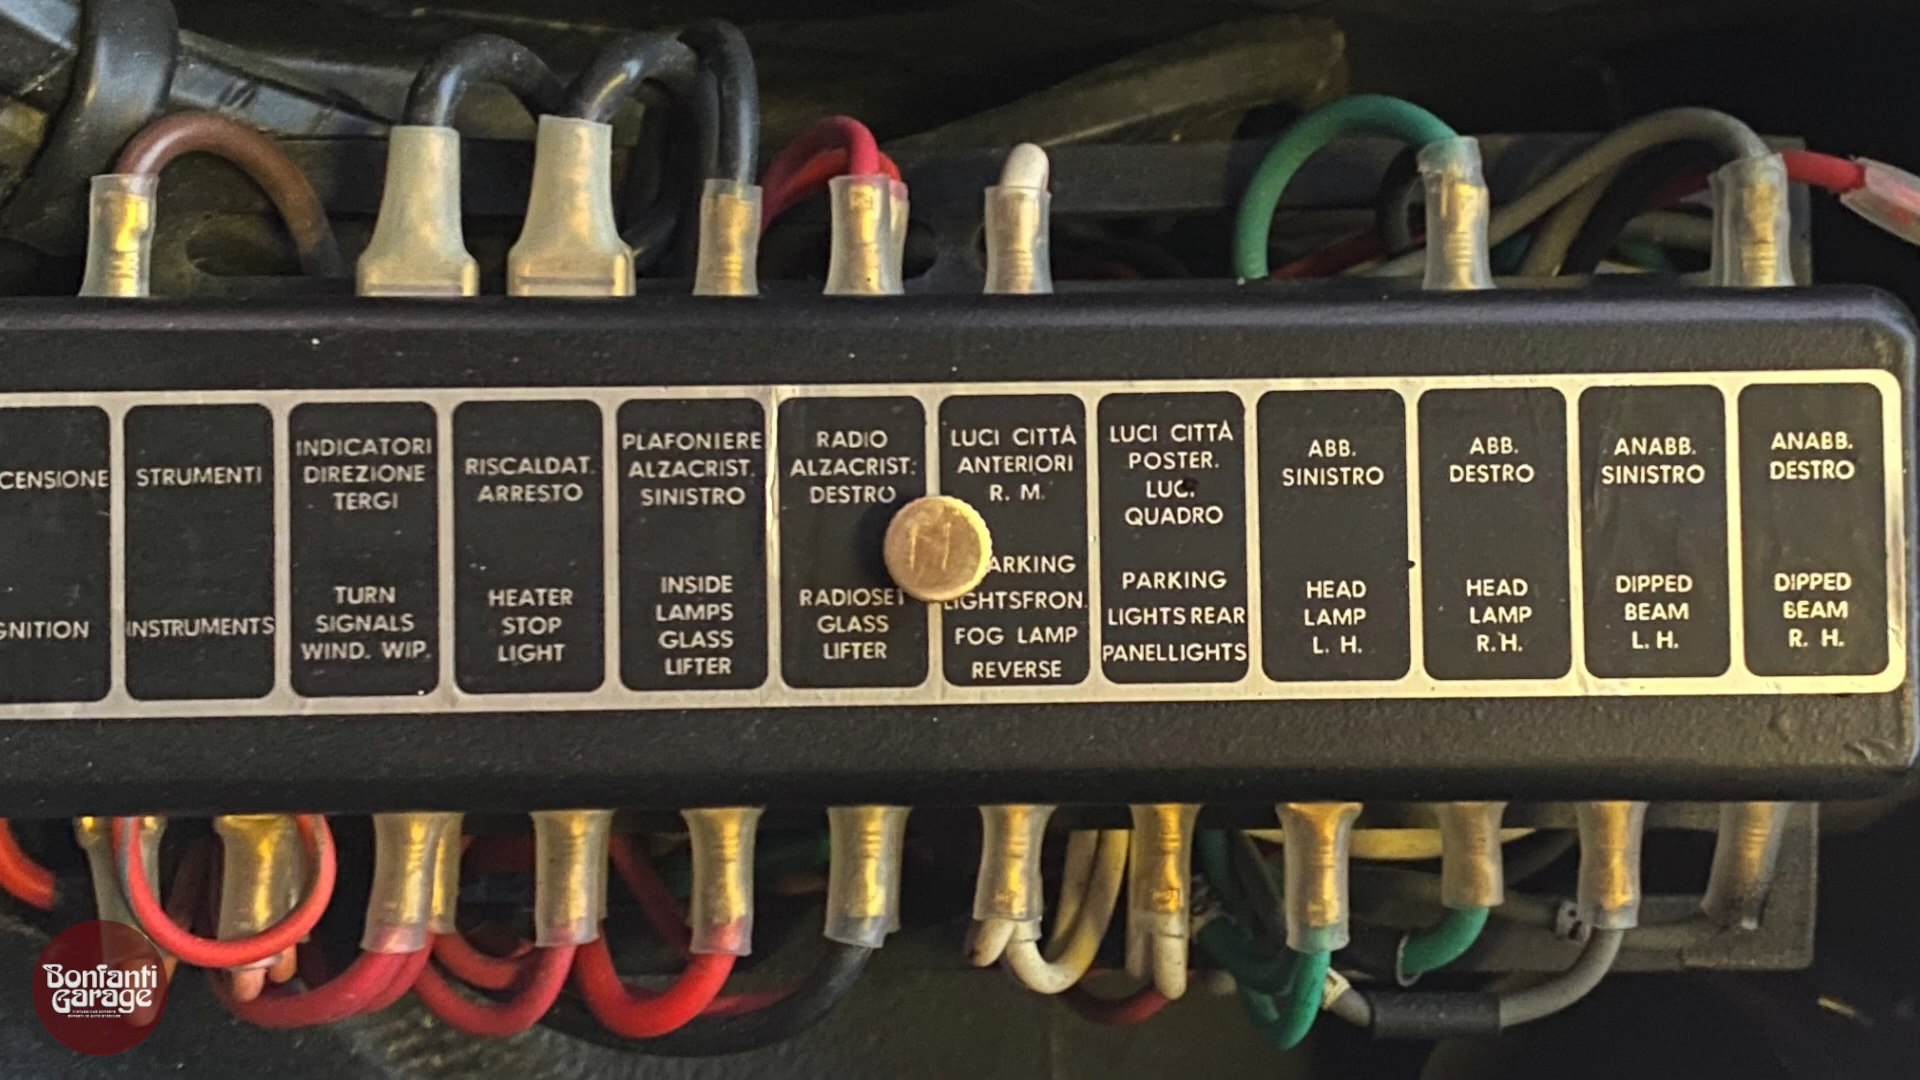 CENSIONE
GNITION
STRUMENTI
INSTRUMENTS
INDICATORI
DIREZIONE
TERGI
TURN
SIGNALS
WIND. WIP.
RISCALDAT.
ARRESTO
HEATER
STOP
LIGHT
PLAFONIERE
ALZACRIST.
SINISTRO
INSIDE
LAMPS
GLASS
LIFTER
RADIO
ALZACRIST.
DESTRO
RADIOSET
GLASS
LIFTER
LUCI CITTÀ
ANTERIORI
R. M.
ARKING
LIGHTSFRON.
FOG LAMP
REVERSE
LUCI CITTÀ
POSTER.
LUC.
QUADRO
PARKING
LIGHTS REAR
PANELLIGHTS
ABB.
SINISTRO
HEAD
LAMP
L. H.
ABB.
DESTRO
HEAD
LAMP
R. H.
ANABB.
SINISTRO
DIPPED
BEAM
L. H.
ANABB.
DESTRO
DIPPED
BEAM
R. H.
Bonfanti
Garage